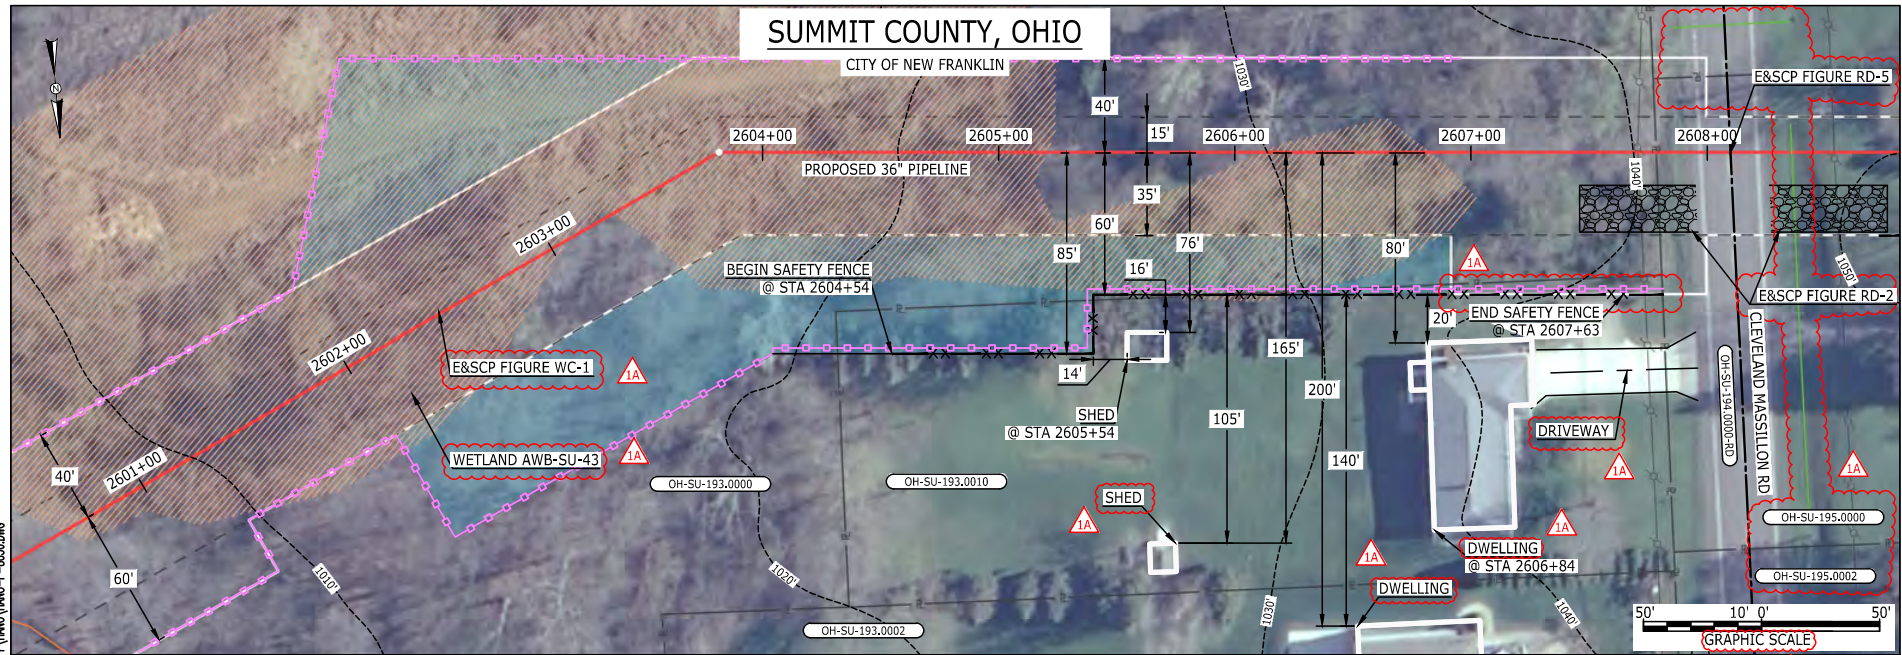 SUMMIT COUNTY, OHIO
CITY OF NEW FRANKLIN
E&SCP FIGURE RD-5
1030'
40'
15'
2604+00
2605+00
2606+00
2607+00
2608+00
PROPOSED 36" PIPELINE
1040'
35'
60'
76'
85'
80'
2603+00
BEGIN SAFETY FENCE
@ STA 2604+54
16'
1A
1050'
E&SCP FIGURE RD-2
20'
END SAFETY FENCE
@ STA 2607+63
2602+00
E&SCP FIGURE WC-1
1A
14'
165'
200'
SHED
@ STA 2605+54
105'
DRIVEWAY
OH-SU-194.0000-RD
CLEVELAND MASSILLON RD
2601+00
40'
WETLAND AWB-SU-43
1A
140'
1A
1A
OH-SU-193.0000
OH-SU-193.0010
SHED
1A
1A
OH-SU-195.0000
60'
1010'
1020'
1A
DWELLING
@ STA 2606+84
OH-SU-195.0002
DWELLING
1030'
1040'
OH-SU-193.0002
50'
10'
0'
50'
GRAPHIC SCALE